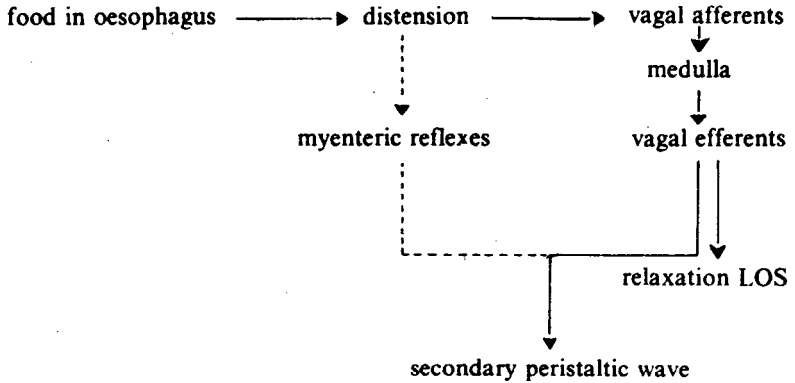 food in oesophagus distension vagal afferents
medulla
myenteric reflexes vagal efferents
relaxation LOS
secondary peristaltic wave